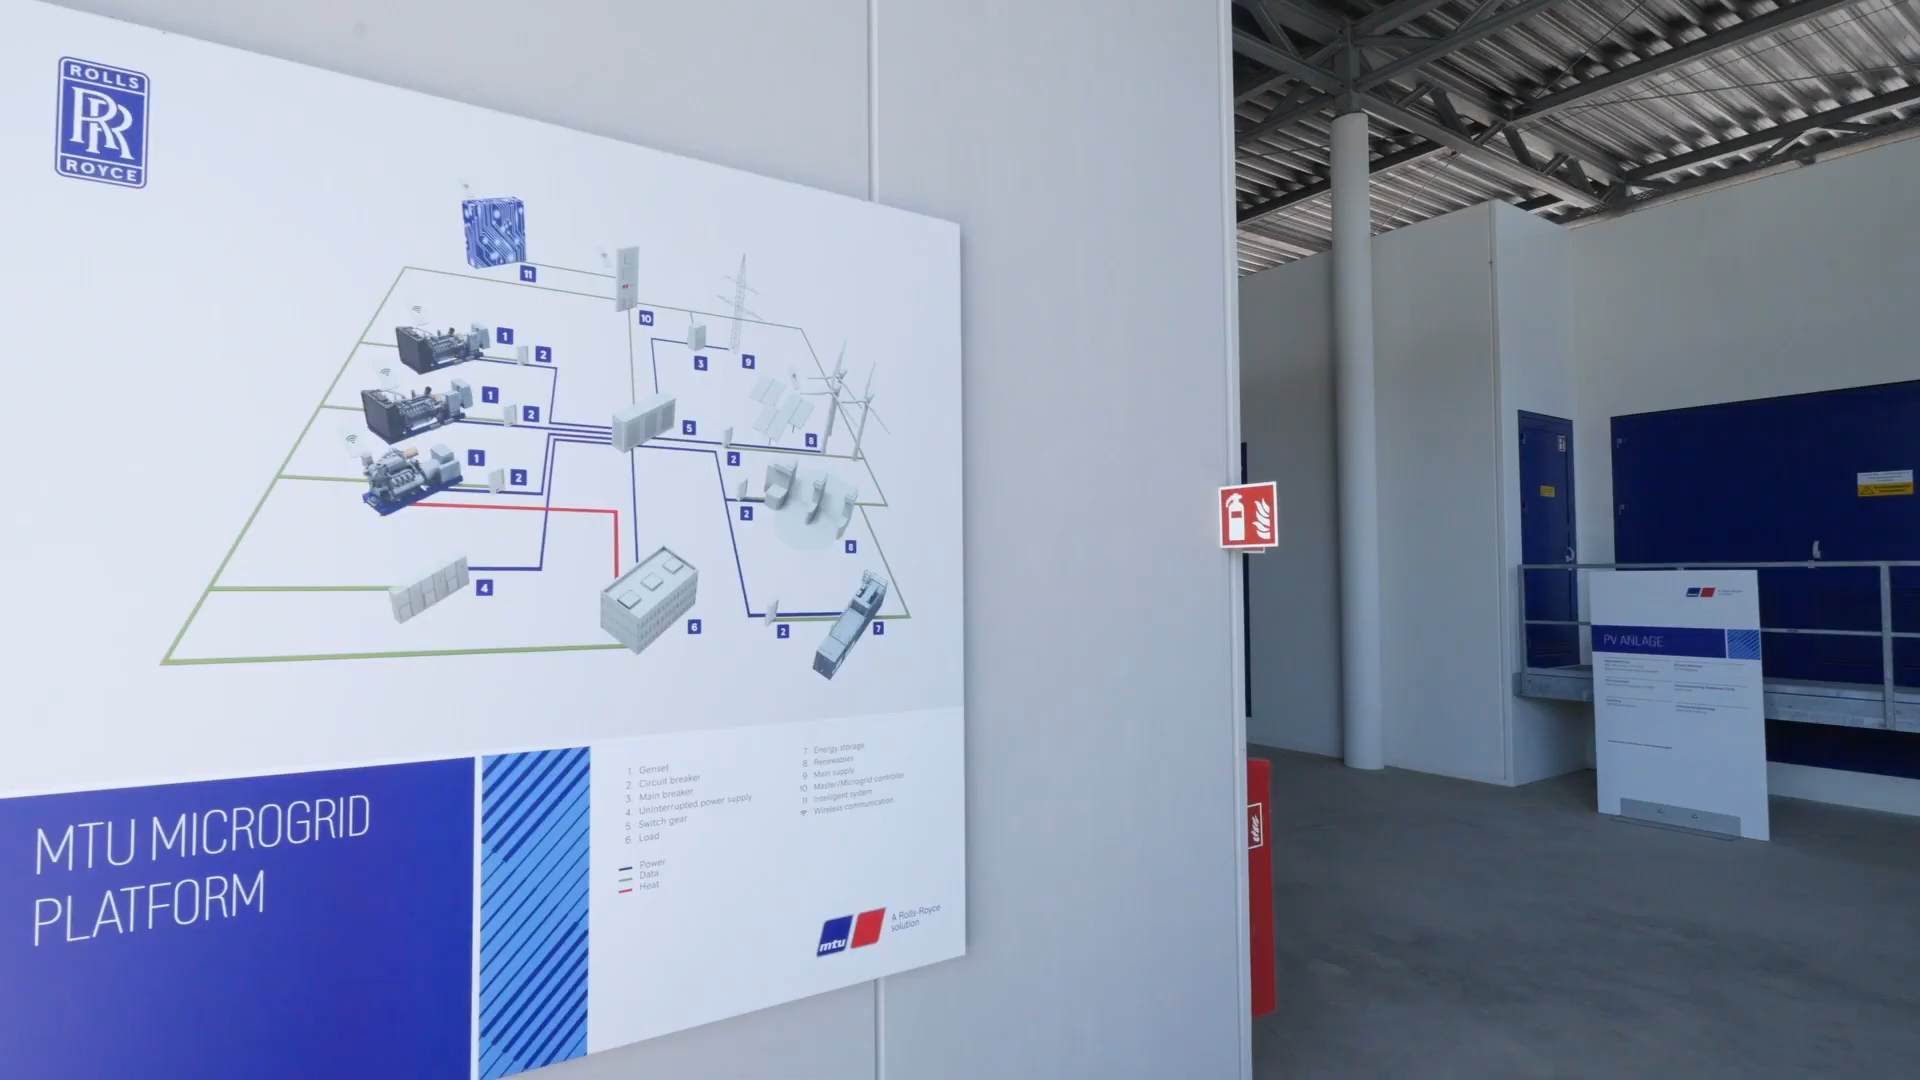 ROLLS
RR
ROYCE
11
10
1
2
3
9
1
2
5
8
1
2
2
2
8
4
6
2
7
MTU MICROGRID
PLATFORM
1 Genset
2 Circuit breaker
3 Main breaker
4 Uninterrupted power supply
5 Switch gear
6 Load
Power
Data
Heat
7 Energy storage
8 Renewables
9 Main supply
10 Master/Microgrid controller
11 Intelligent system
Wireless communication
mtu
A Rolls-Royce
solution
PV ANLAGE